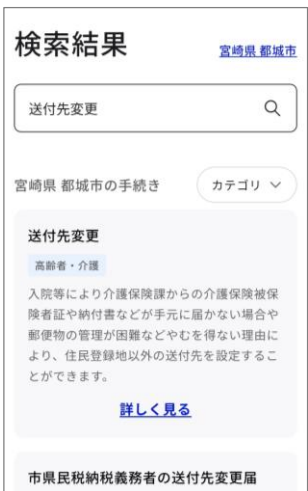 検索結果
宮崎県 都城市
送付先変更
宮崎県 都城市の手続き
カテゴリ
送付先変更
高齢者・介護
入院等により介護保険課からの介護保険被保
険者証や納付書などが手元に届かない場合や
郵便物の管理が困難などやむを得ない理由に
より、住民登録地以外の送付先を設定するこ
とができます。
詳しく見る
市県民税納税義務者の送付先変更届